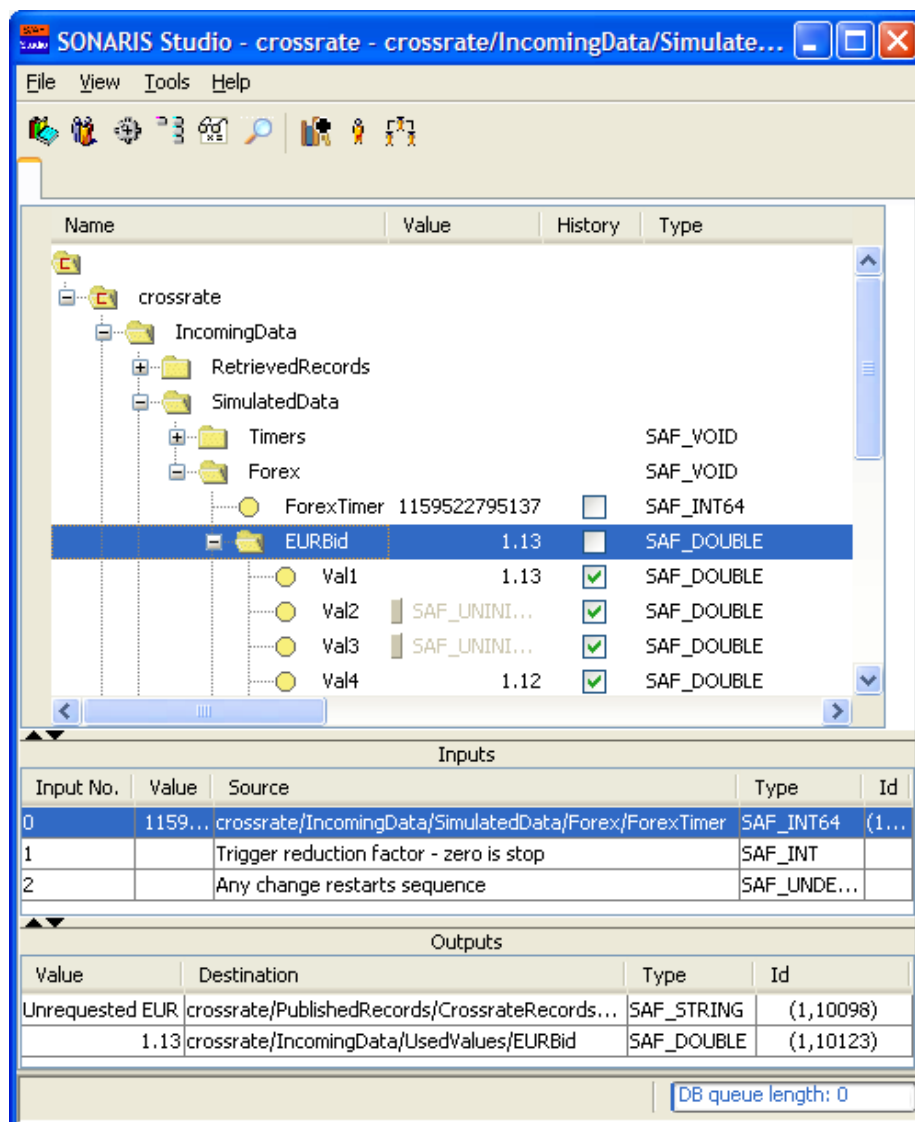 SONARIS Studio - crossrate - crossrate/IncomingData/Simulate...
File View Tools Help
Name Value History Type
crossrate
IncomingData
RetrievedRecords
SimulatedData
Timers SAF_VOID
Forex SAF_VOID
ForexTimer 1159522795137 SAF_INT64
EURBid 1.13 SAF_DOUBLE
Val1 1.13 SAF_DOUBLE
Val2 SAF_UNINI... SAF_DOUBLE
Val3 SAF_UNINI... SAF_DOUBLE
Val4 1.12 SAF_DOUBLE
Inputs
Input No. Value Source Type Id
0 1159... crossrate/IncomingData/SimulatedData/Forex/ForexTimer SAF_INT64 (1...
1 Trigger reduction factor - zero is stop SAF_INT
2 Any change restarts sequence SAF_UNDE...
Outputs
Value Destination Type Id
Unrequested EUR crossrate/PublishedRecords/CrossrateRecords... SAF_STRING (1,10098)
1.13 crossrate/IncomingData/UsedValues/EURBid SAF_DOUBLE (1,10123)
DB queue length: 0